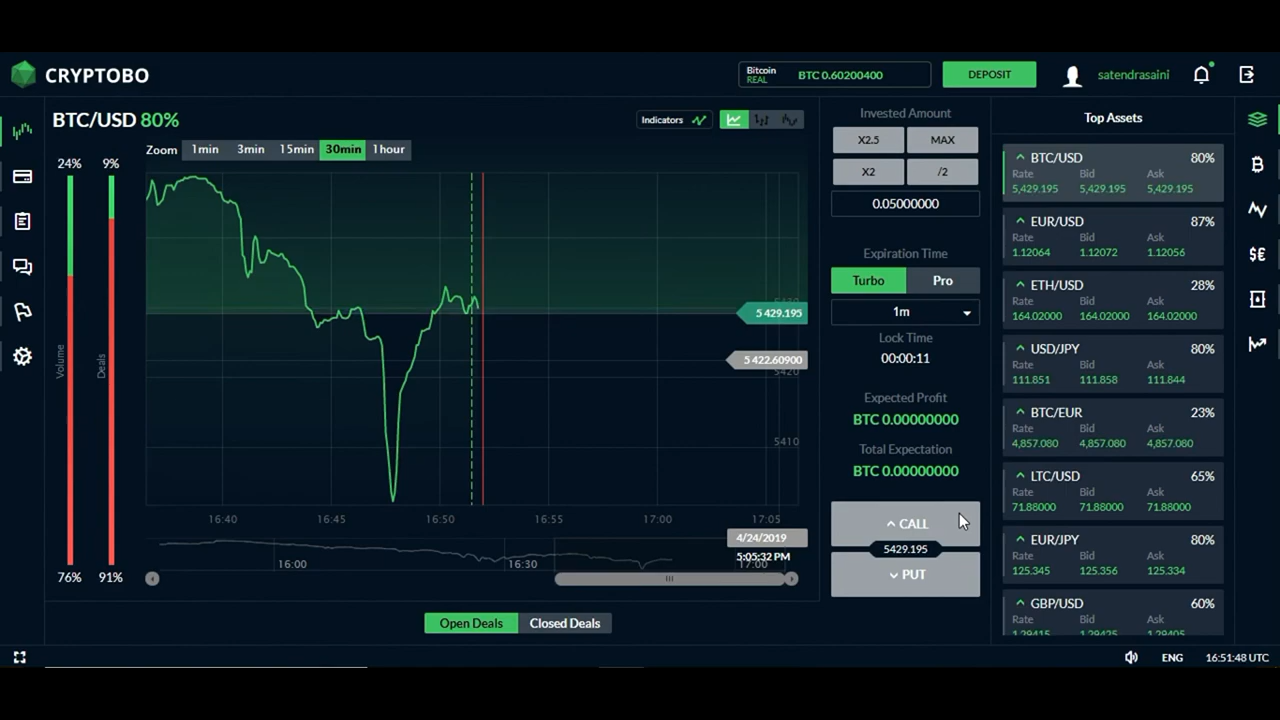 CRYPTOBO
Bitcoin
REAL
BTC 0.60200400
DEPOSIT
satendrasaini
BTC/USD 80%
Indicators
Zoom 1min 3min 15min 30min 1hour
24% 9%
Volume
Deals
76% 91%
5 429.195
5 422.60900
5420
5410
16:40 16:45 16:50 16:55 17:00 17:05
4/24/2019
5:05:32 PM
16:00 16:30 17:00
Open Deals Closed Deals
Invested Amount
X2.5 MAX
X2 /2
0.05000000
Expiration Time
Turbo Pro
1m
Lock Time
00:00:11
Expected Profit
BTC 0.00000000
Total Expectation
BTC 0.00000000
CALL
5429.195
PUT
Top Assets
BTC/USD 80%
Rate Bid Ask
5,429.195 5,429.195 5,429.195
EUR/USD 87%
Rate Bid Ask
1.12064 1.12072 1.12056
ETH/USD 28%
Rate Bid Ask
164.02000 164.02000 164.02000
USD/JPY 80%
Rate Bid Ask
111.851 111.858 111.844
BTC/EUR 23%
Rate Bid Ask
4,857.080 4,857.080 4,857.080
LTC/USD 65%
Rate Bid Ask
71.88000 71.88000 71.88000
EUR/JPY 80%
Rate Bid Ask
125.345 125.356 125.334
GBP/USD 60%
Rate Bid Ask
1.29415 1.29425 1.29405
ENG 16:51:48 UTC